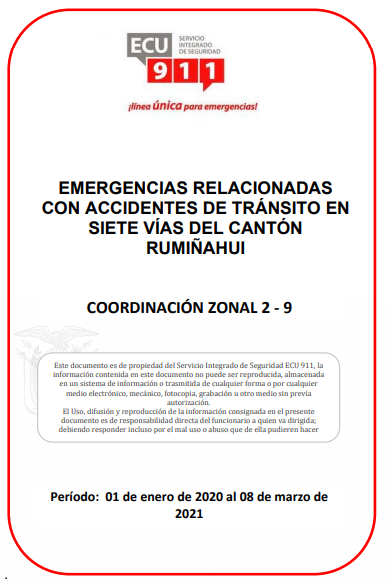 ECU
911
SERVICIO
INTEGRADO
DE SEGURIDAD
¡línea única para emergencias!
EMERGENCIAS RELACIONADAS
CON ACCIDENTES DE TRÁNSITO EN
SIETE VÍAS DEL CANTÓN
RUMIÑAHUI
COORDINACIÓN ZONAL 2 - 9
Este documento es de propiedad del Servicio Integrado de Seguridad ECU 911, la
información contenida en este documento no puede ser reproducida, almacenada
en un sistema de información o trasmitida de cualquier forma o por cualquier
medio electrónico, mecánico, fotocopia, grabación u otro medio sin previa
autorización.
El Uso, difusión y reproducción de la información consignada en el presente
documento es de responsabilidad directa del funcionario a quien va dirigida;
debiendo responder incluso por el mal uso o abuso que de ella pudieren hacer
Período: 01 de enero de 2020 al 08 de marzo de
2021